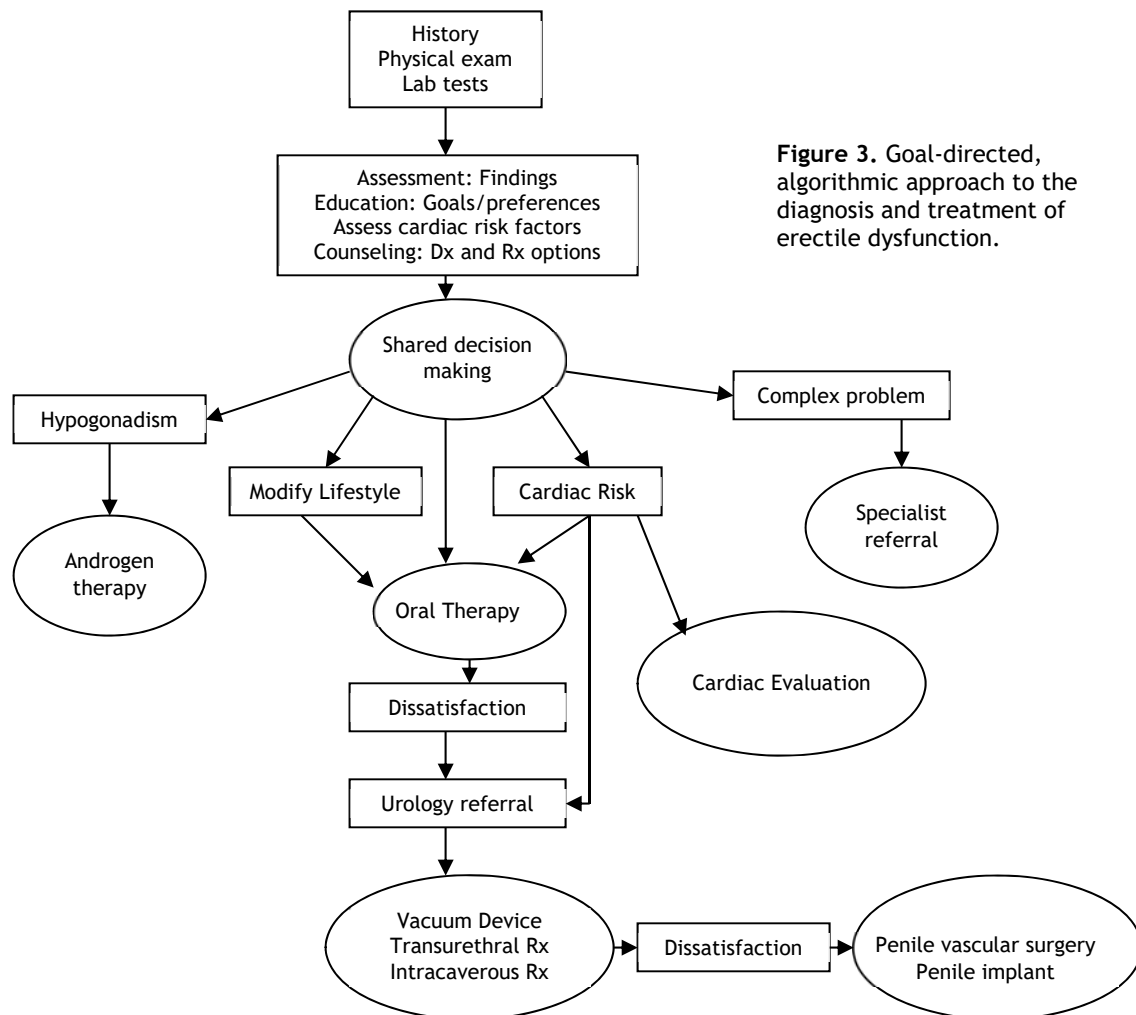 History
Physical exam
Lab tests
Figure 3. Goal-directed,
algorithmic approach to the
diagnosis and treatment of
erectile dysfunction.
Assessment: Findings
Education: Goals/preferences
Assess cardiac risk factors
Counseling: Dx and Rx options
Shared decision
making
Hypogonadism
Complex problem
Modify Lifestyle
Cardiac Risk
Specialist
referral
Androgen
therapy
Oral Therapy
Cardiac Evaluation
Dissatisfaction
Urology referral
Vacuum Device
Transurethral Rx
Intracaverous Rx
Dissatisfaction
Penile vascular surgery
Penile implant